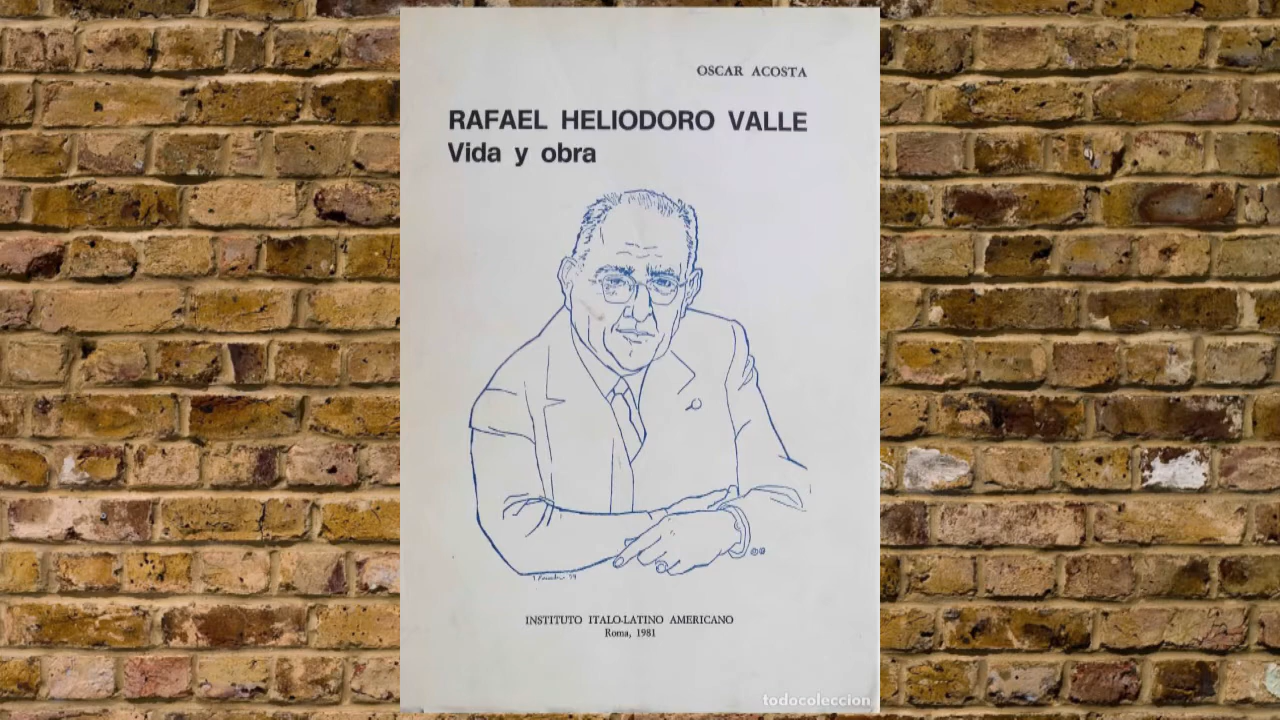 OSCAR ACOSTA
RAFAEL HELIODORO VALLE
Vida y obra
INSTITUTO ITALO-LATINO AMERICANO
Roma, 1981
todocoleccion